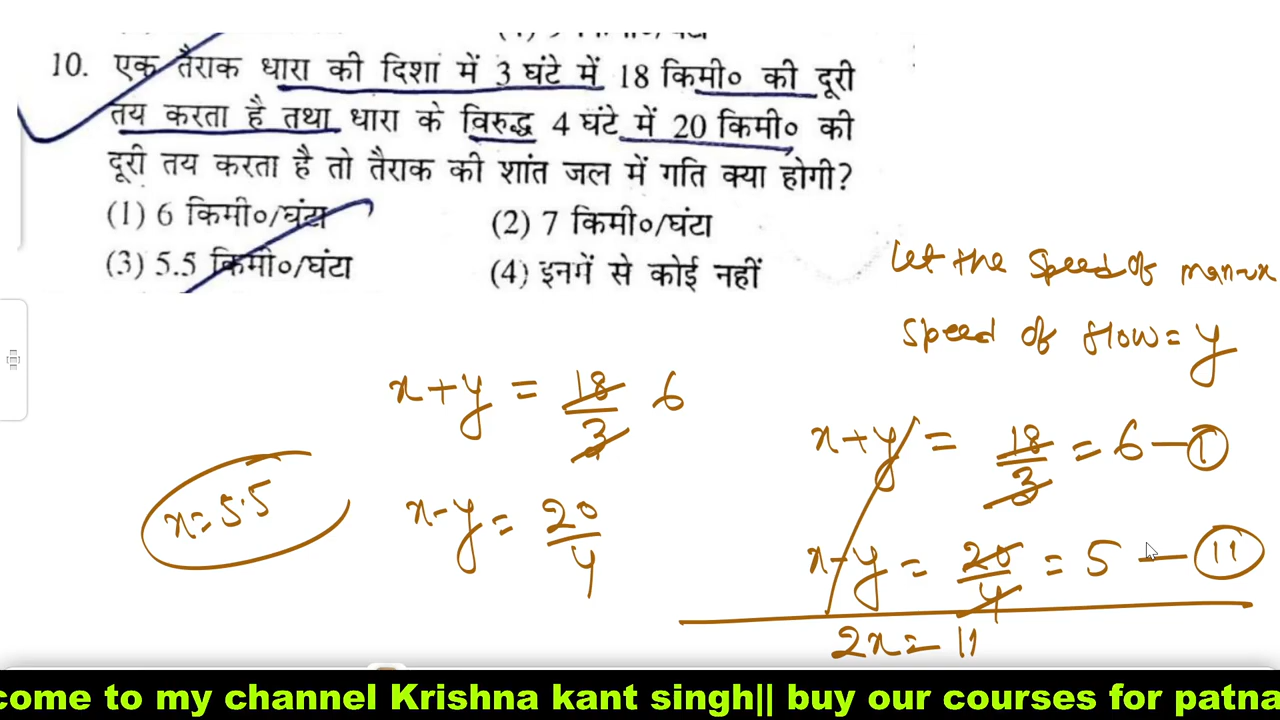 10. एक तैराक धारा की दिशा में 3 घंटे में 18 किमी० की दूरी
तय करता है तथा धारा के विरुद्ध 4 घंटे में 20 किमी० की
दूरी तय करता है तो तैराक की शांत जल में गति क्या होगी?
(1) 6 किमी०/घंटा
(2) 7 किमी०/घंटा
(3) 5.5 किमी०/घंटा
(4) इनमें से कोई नहीं
let the speed of man=x
speed of flow=y
x+y = 18/3 6
x-y = 20/4
x=5.5
x+y = 18/3 = 6 — I
x-y = 20/4 = 5 — 11
2x = 11
come to my channel Krishna kant singh|| buy our courses for patna